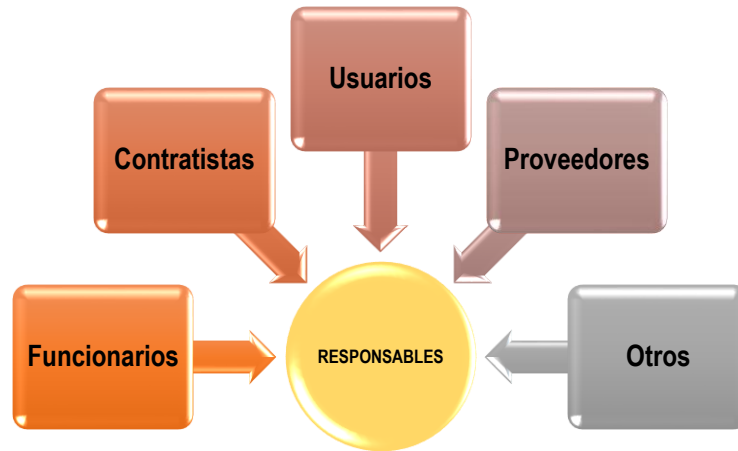 Usuarios
Contratistas
Proveedores
Funcionarios
RESPONSABLES
Otros